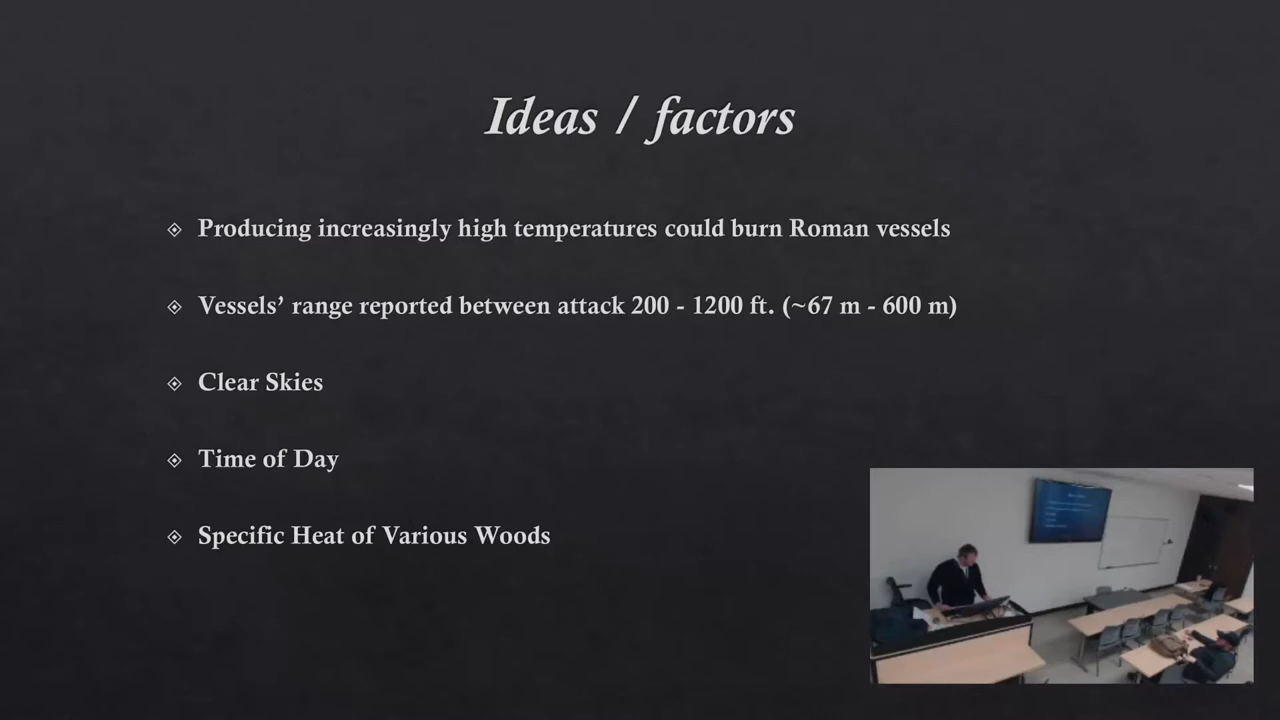 Ideas / factors
Producing increasingly high temperatures could burn Roman vessels
Vessels’ range reported between attack 200 - 1200 ft. (~67 m - 600 m)
Clear Skies
Time of Day
Specific Heat of Various Woods